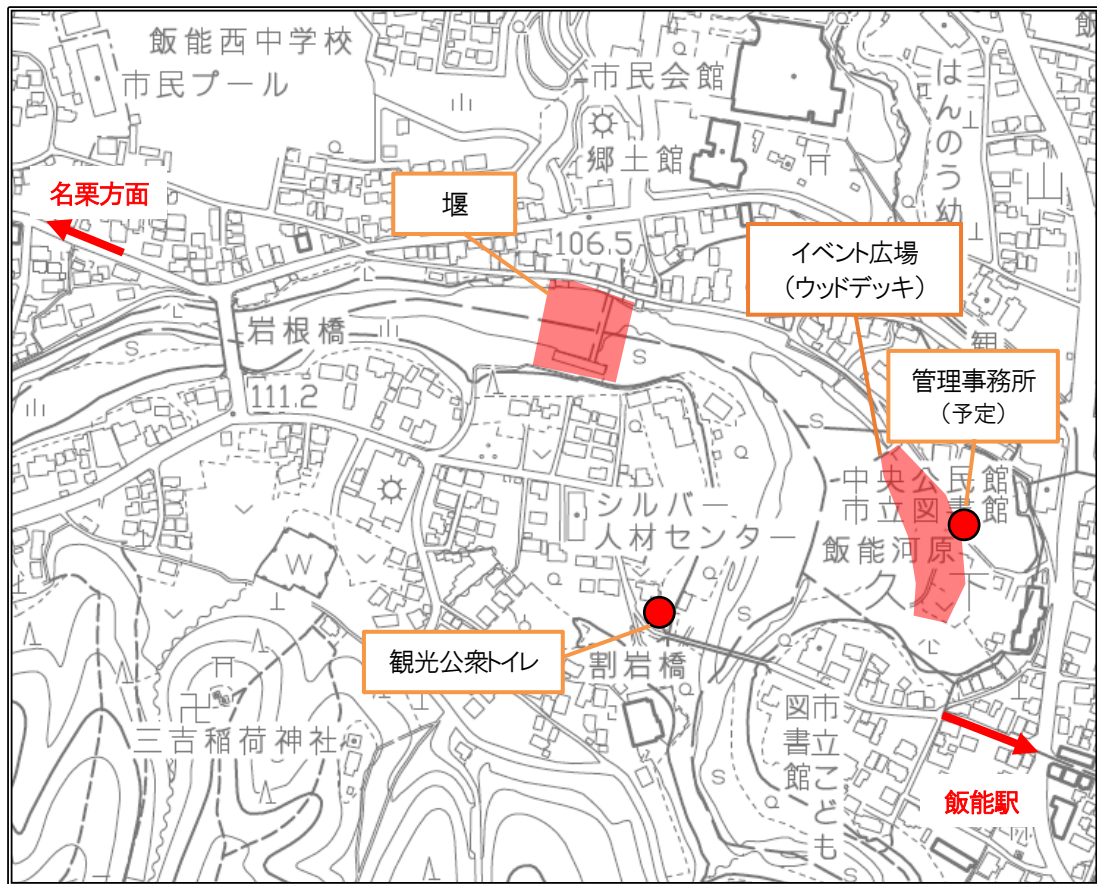 飯能西中学校
市民プール
市民会館
郷土館
はんのう幼
飯
名栗方面
堰
106.5
イベント広場
（ウッドデッキ）
管理事務所
（予定）
観
岩根橋
111.2
中央公民館
市立図書館
飯能河原
久下
シルバー
人材センター
観光公衆トイレ
割岩橋
三吉稲荷神社
市立こども
図書館
飯能駅